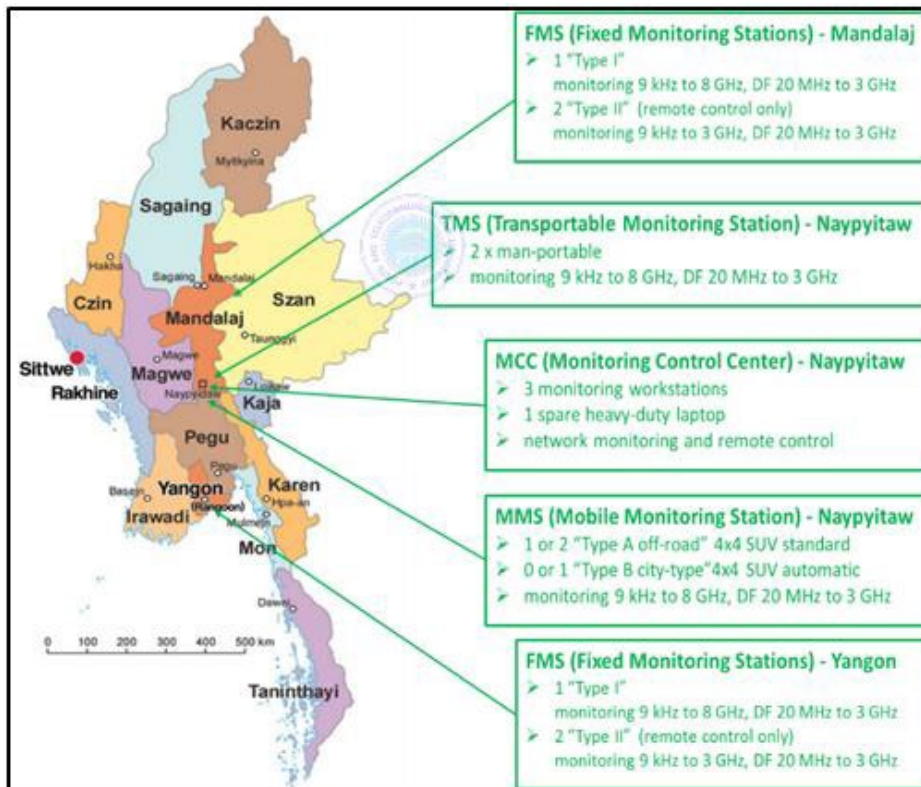 FMS (Fixed Monitoring Stations) - Mandalaj
➢ 1 "Type I"
monitoring 9 kHz to 8 GHz, DF 20 MHz to 3 GHz
➢ 2 "Type II" (remote control only)
monitoring 9 kHz to 3 GHz, DF 20 MHz to 3 GHz
TMS (Transportable Monitoring Station) - Naypyitaw
➢ 2 x man-portable
➢ monitoring 9 kHz to 8 GHz, DF 20 MHz to 3 GHz
MCC (Monitoring Control Center) - Naypyitaw
➢ 3 monitoring workstations
➢ 1 spare heavy-duty laptop
➢ network monitoring and remote control
MMS (Mobile Monitoring Station) - Naypyitaw
➢ 1 or 2 "Type A off-road" 4x4 SUV standard
➢ 0 or 1 "Type B city-type"4x4 SUV automatic
➢ monitoring 9 kHz to 8 GHz, DF 20 MHz to 3 GHz
FMS (Fixed Monitoring Stations) - Yangon
➢ 1 "Type I"
monitoring 9 kHz to 8 GHz, DF 20 MHz to 3 GHz
➢ 2 "Type II" (remote control only)
monitoring 9 kHz to 3 GHz, DF 20 MHz to 3 GHz
Kaczin
Myitkyina
Sagaing
Hakha
Sagaing
Mandalaj
Czin
Mandalaj
Szan
Taunggyi
Magwe
Sittwe
Magwe
Rakhine
Loikaw
Naypyidaw
Kaja
Pegu
Pegu
Karen
Yangon
Basejn
(Rangoon)
Hpa-an
Irawadi
Mulmejn
Mon
Dawei
0 100 200 300 400 500 km
Taninthayi